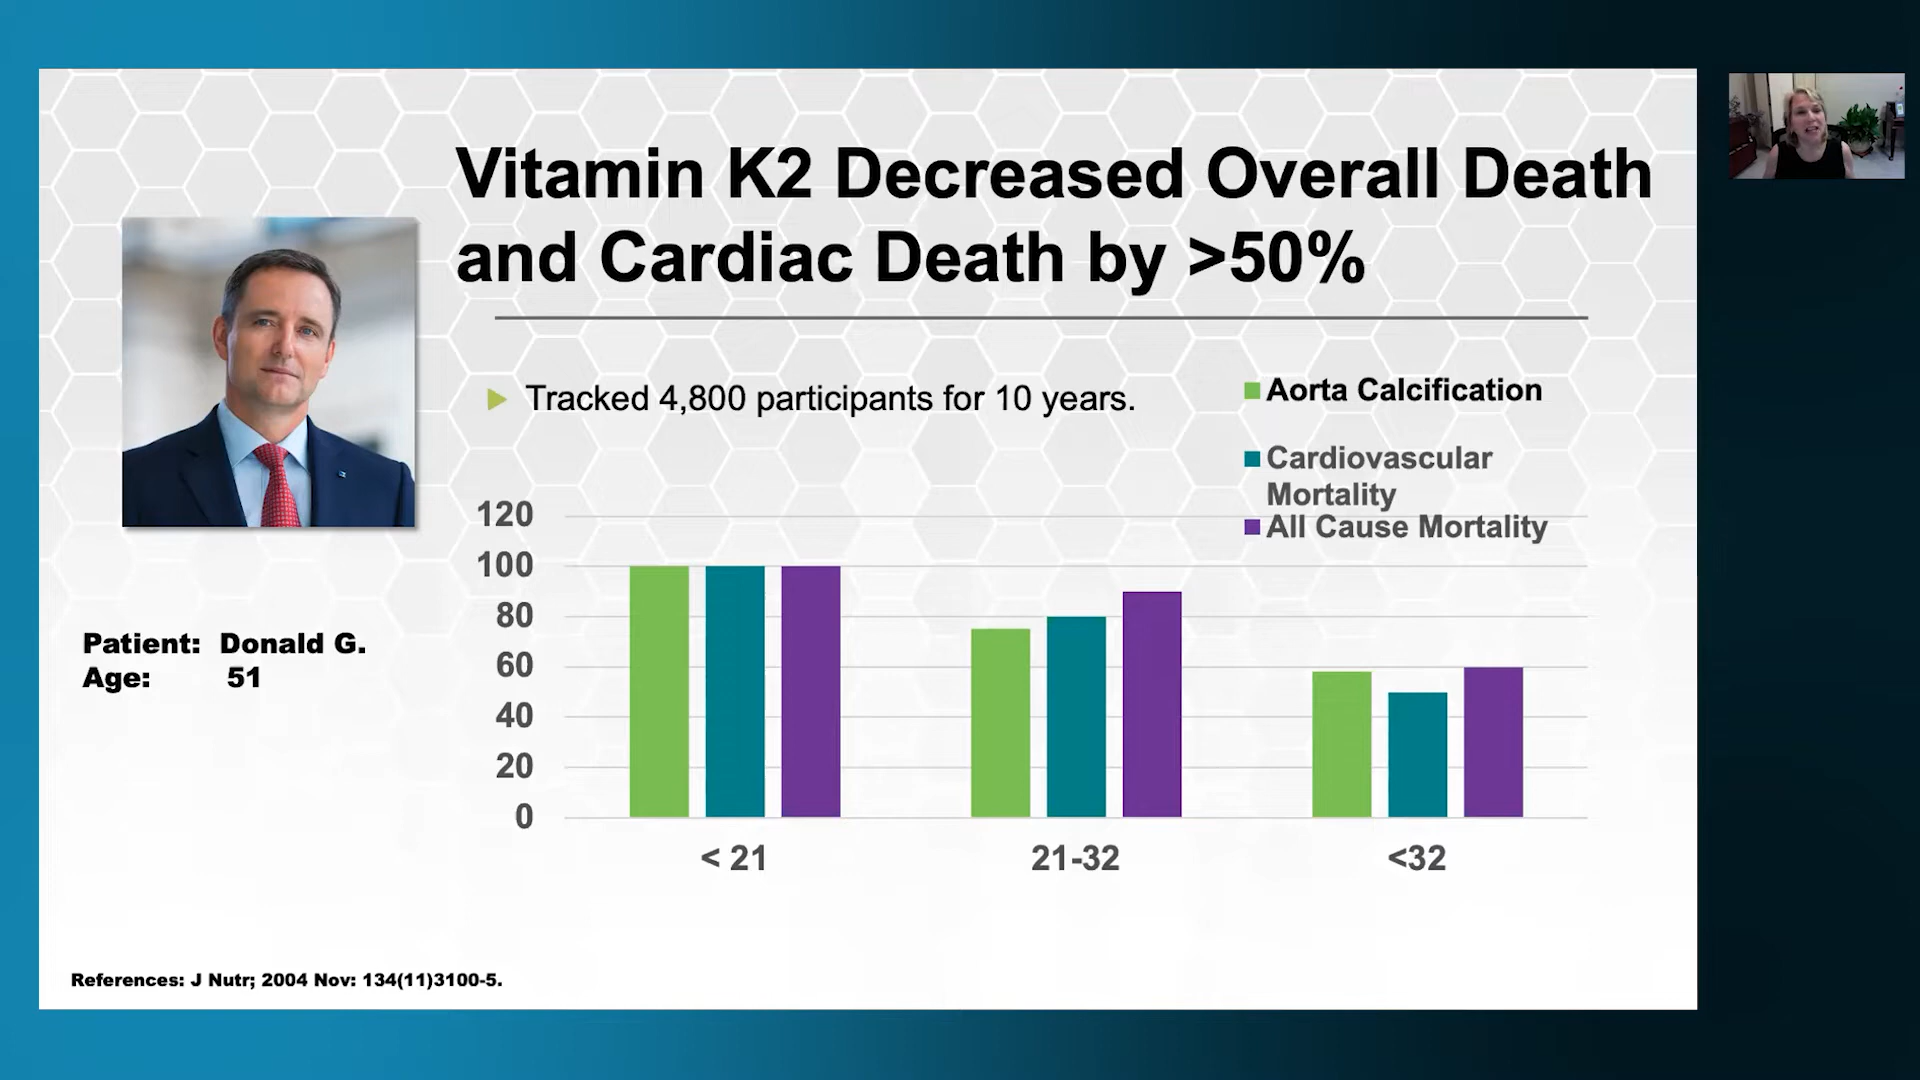 Vitamin K2 Decreased Overall Death
and Cardiac Death by >50%
Tracked 4,800 participants for 10 years.
Aorta Calcification
Cardiovascular
Mortality
All Cause Mortality
120
100
80
60
40
20
0
< 21
21-32
<32
Patient: Donald G.
Age: 51
References: J Nutr; 2004 Nov: 134(11)3100-5.